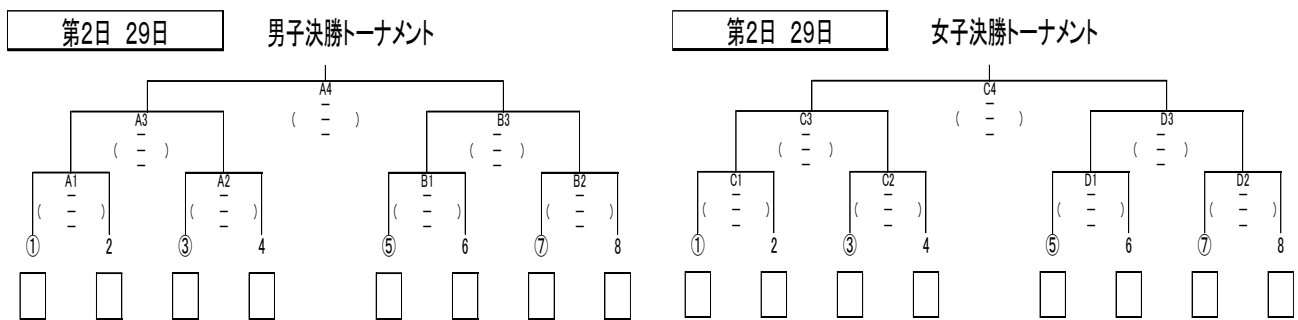 第2日 29日 男子決勝トーナメント 第2日 29日 女子決勝トーナメント
A4 C4
A3 ( － － － ) B3 C3 ( － － － ) D3
( － － － ) ( － － － ) ( － － － ) ( － － － )
A1 A2 B1 B2 C1 C2 D1 D2
( － － － ) ( － － － ) ( － － － ) ( － － － ) ( － － － ) ( － － － ) ( － － － ) ( － － － )
① 2 ③ 4 ⑤ 6 ⑦ 8 ① 2 ③ 4 ⑤ 6 ⑦ 8